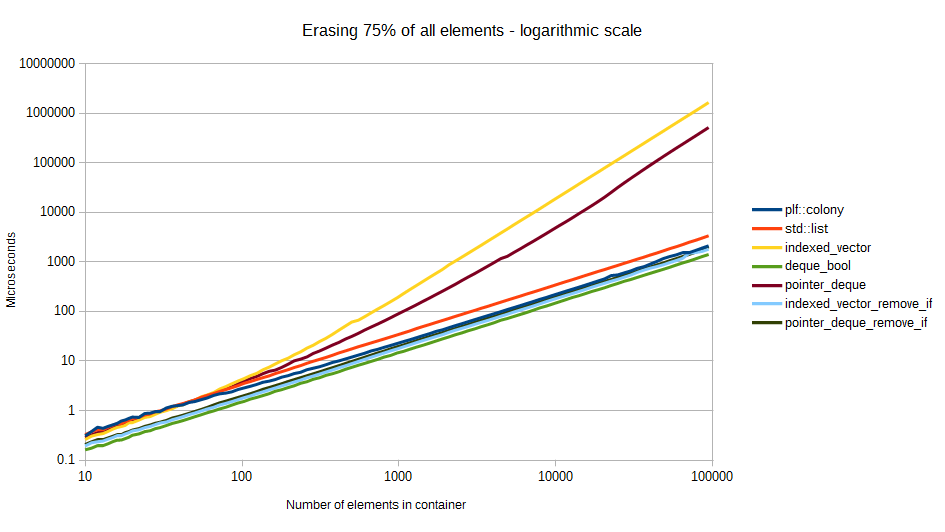 Erasing 75% of all elements - logarithmic scale
10000000
1000000
100000
10000
1000
100
10
1
0.1
Microseconds
10
100
1000
10000
100000
Number of elements in container
plf::colony
std::list
indexed_vector
deque_bool
pointer_deque
indexed_vector_remove_if
pointer_deque_remove_if